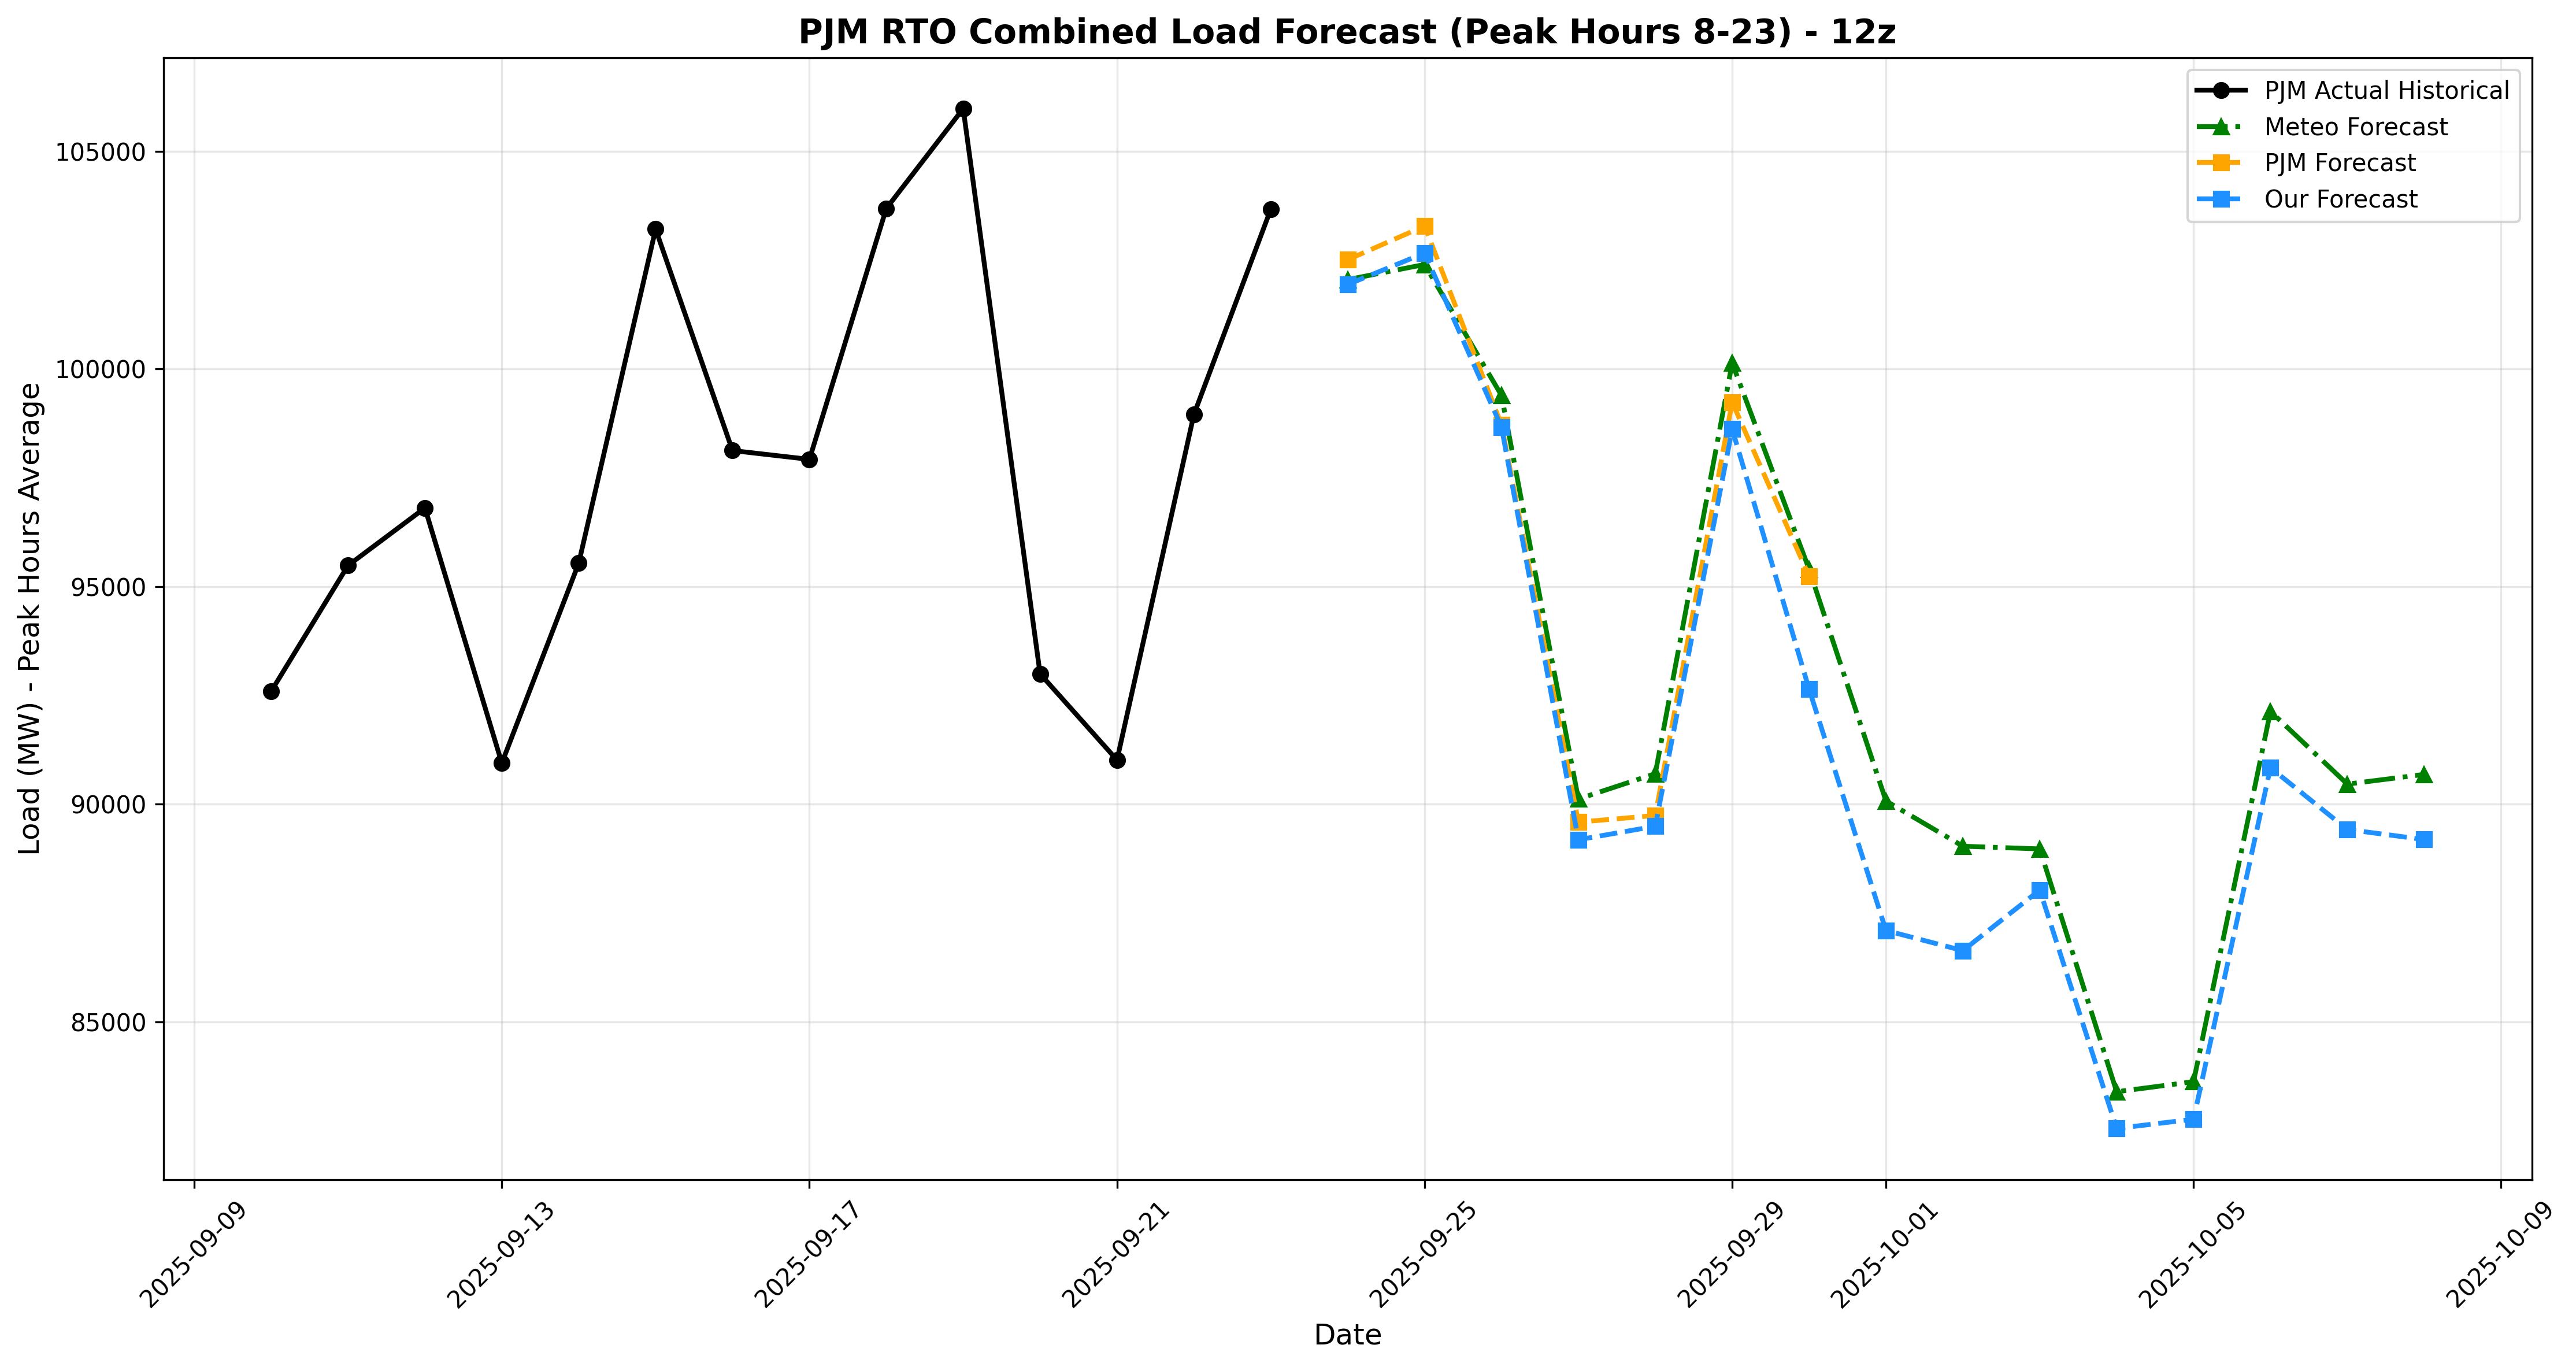 PJM RTO Combined Load Forecast (Peak Hours 8-23) - 12z
PJM Actual Historical
Meteo Forecast
PJM Forecast
Our Forecast
Load (MW) - Peak Hours Average
105000
100000
95000
90000
85000
2025-09-09
2025-09-13
2025-09-17
2025-09-21
2025-09-25
2025-09-29
2025-10-01
2025-10-05
2025-10-09
Date